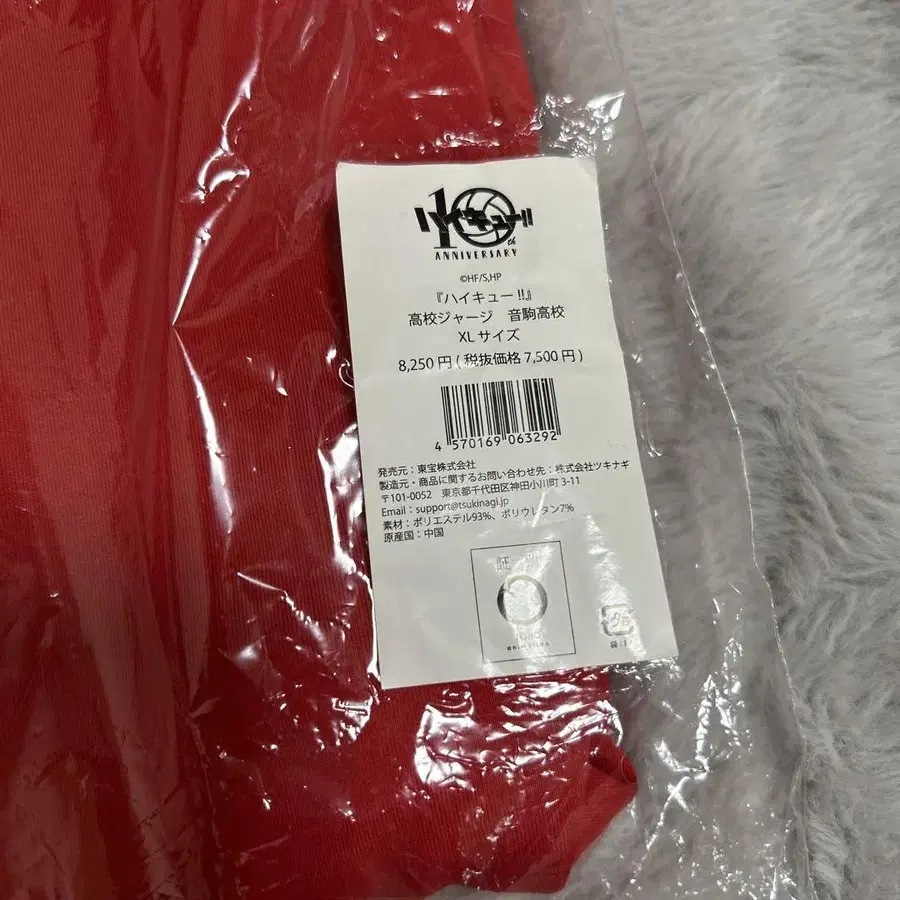 ハイキュー!!
10th
ANNIVERSARY
©HF/S,HP
『ハイキュー!!』
高校ジャージ 音駒高校
XLサイズ
8,250円(税抜価格7,500円)
4 570169 063292
発売元：東宝株式会社
製造元・商品に関するお問い合わせ先：株式会社ツキナギ
〒101-0052 東京都千代田区神田小川町 3-11
Email：support@tsukinagi.jp
素材：ポリエステル93%、ポリウレタン7%
原産国：中国
証
TOHO
animation
プラ